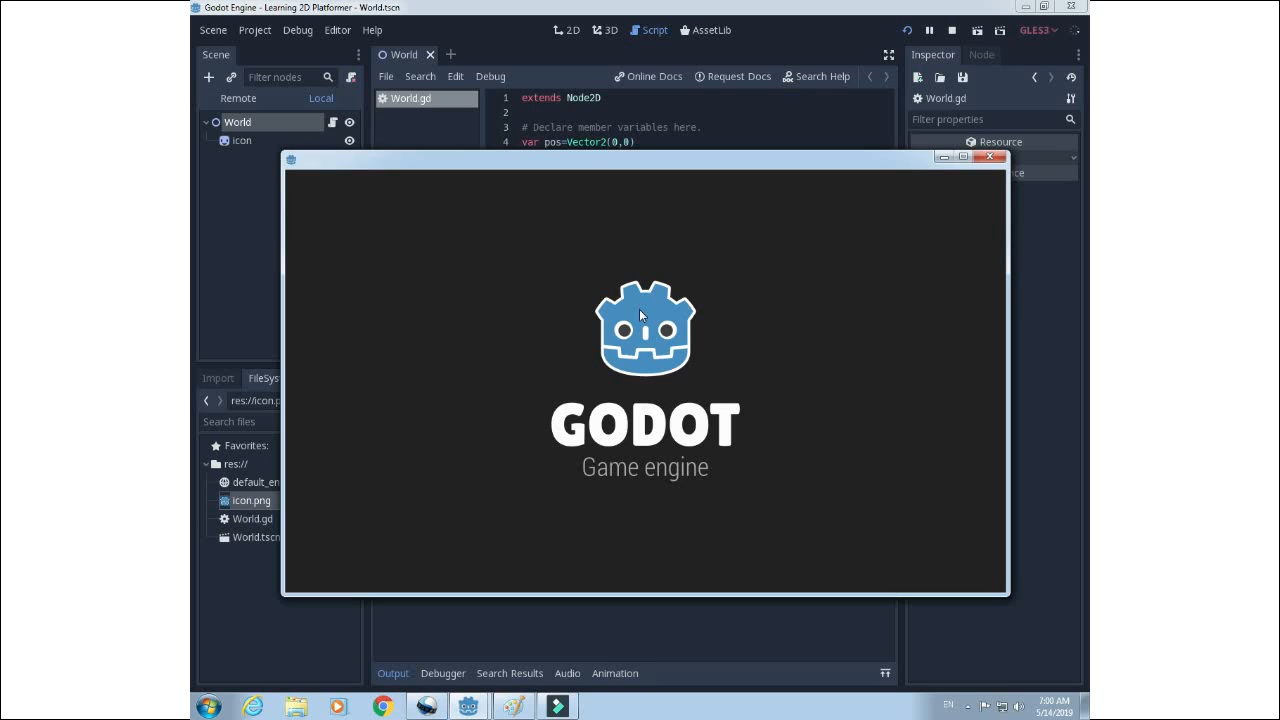 Godot Engine - Learning 2D Platformer - World.tscn
Scene Project Debug Editor Help
2D 3D Script AssetLib
GLES3
Scene
World
Inspector Node
Filter nodes
File Search Edit Debug
Online Docs Request Docs Search Help
Remote Local
World.gd
1 extends Node2D
2
3 # Declare member variables here.
4 var pos=Vector2(0,0)
World.gd
Filter properties
World
icon
Resource
nce
GODOT
Game engine
Import FileSys
res://icon.p
Search files
Favorites:
res://
default_en
icon.png
World.gd
World.tscn
Output Debugger Search Results Audio Animation
EN
7:00 AM
5/14/2019